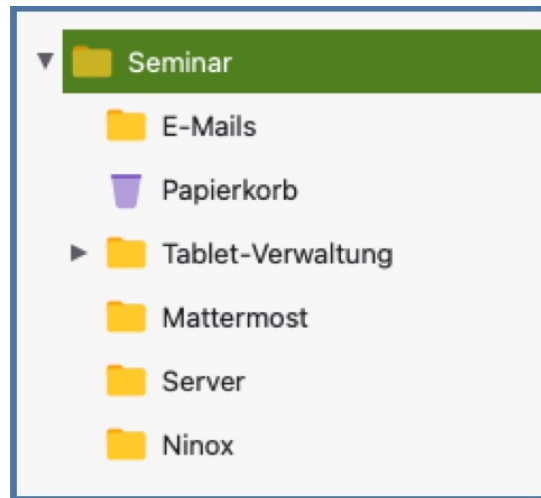 Seminar
E-Mails
Papierkorb
Tablet-Verwaltung
Mattermost
Server
Ninox